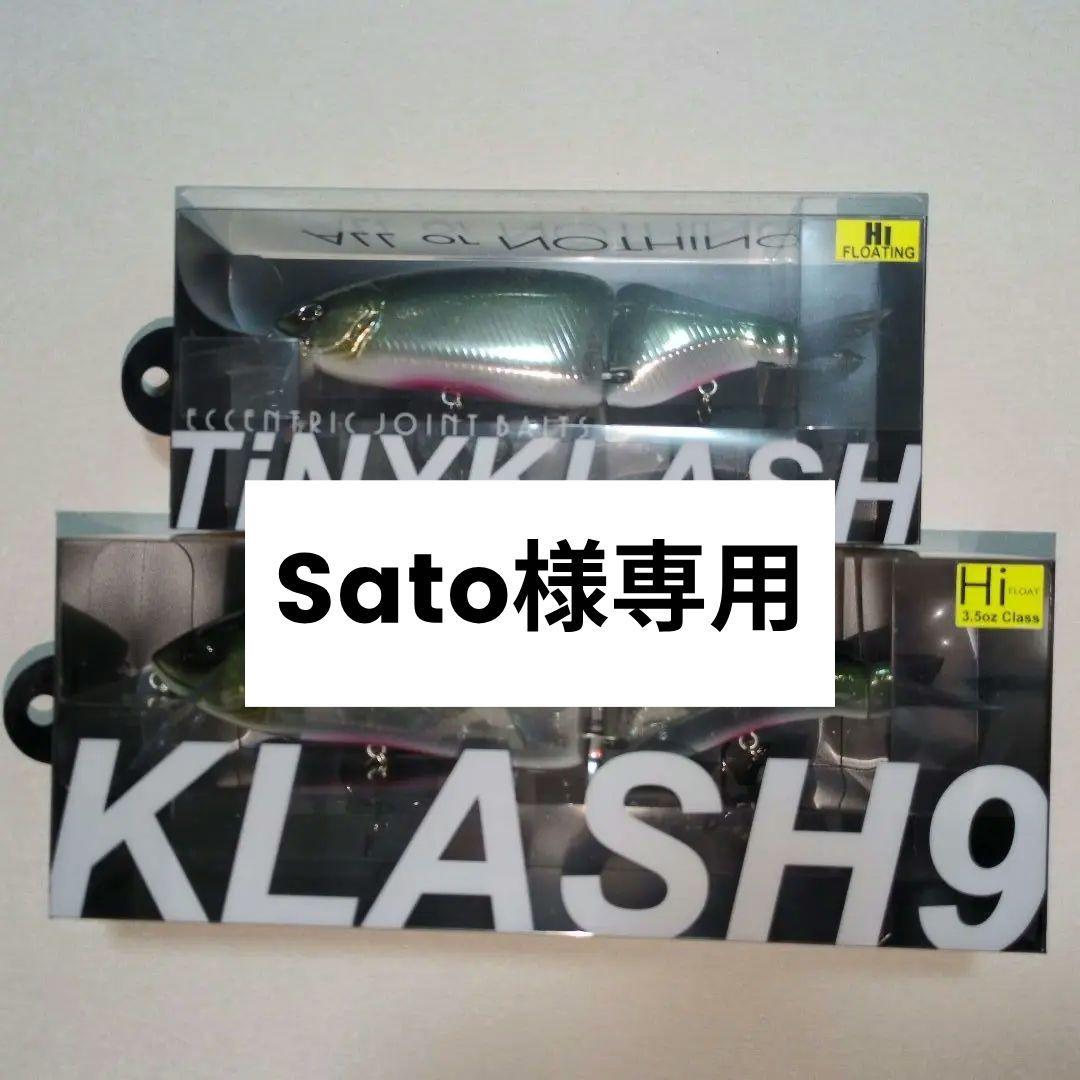 ALL or NOTHING
Hi
FLOATING
ECCENTRIC JOINT BAITS
TiNYKLASH
Sato様専用
Hi FLOAT
3.5oz Class
KLASH9